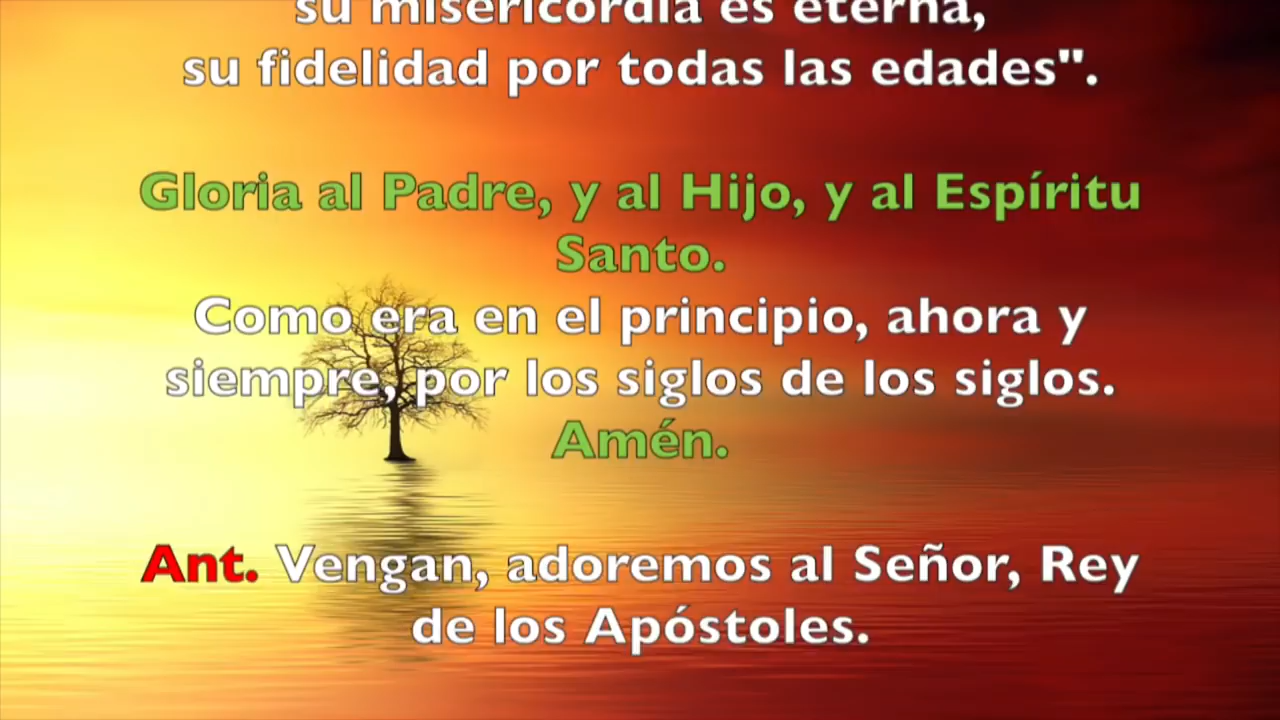 su misericordia es eterna,
su fidelidad por todas las edades".
Gloria al Padre, y al Hijo, y al Espíritu
Santo.
Como era en el principio, ahora y
siempre, por los siglos de los siglos.
Amén.
Ant. Vengan, adoremos al Señor, Rey
de los Apóstoles.